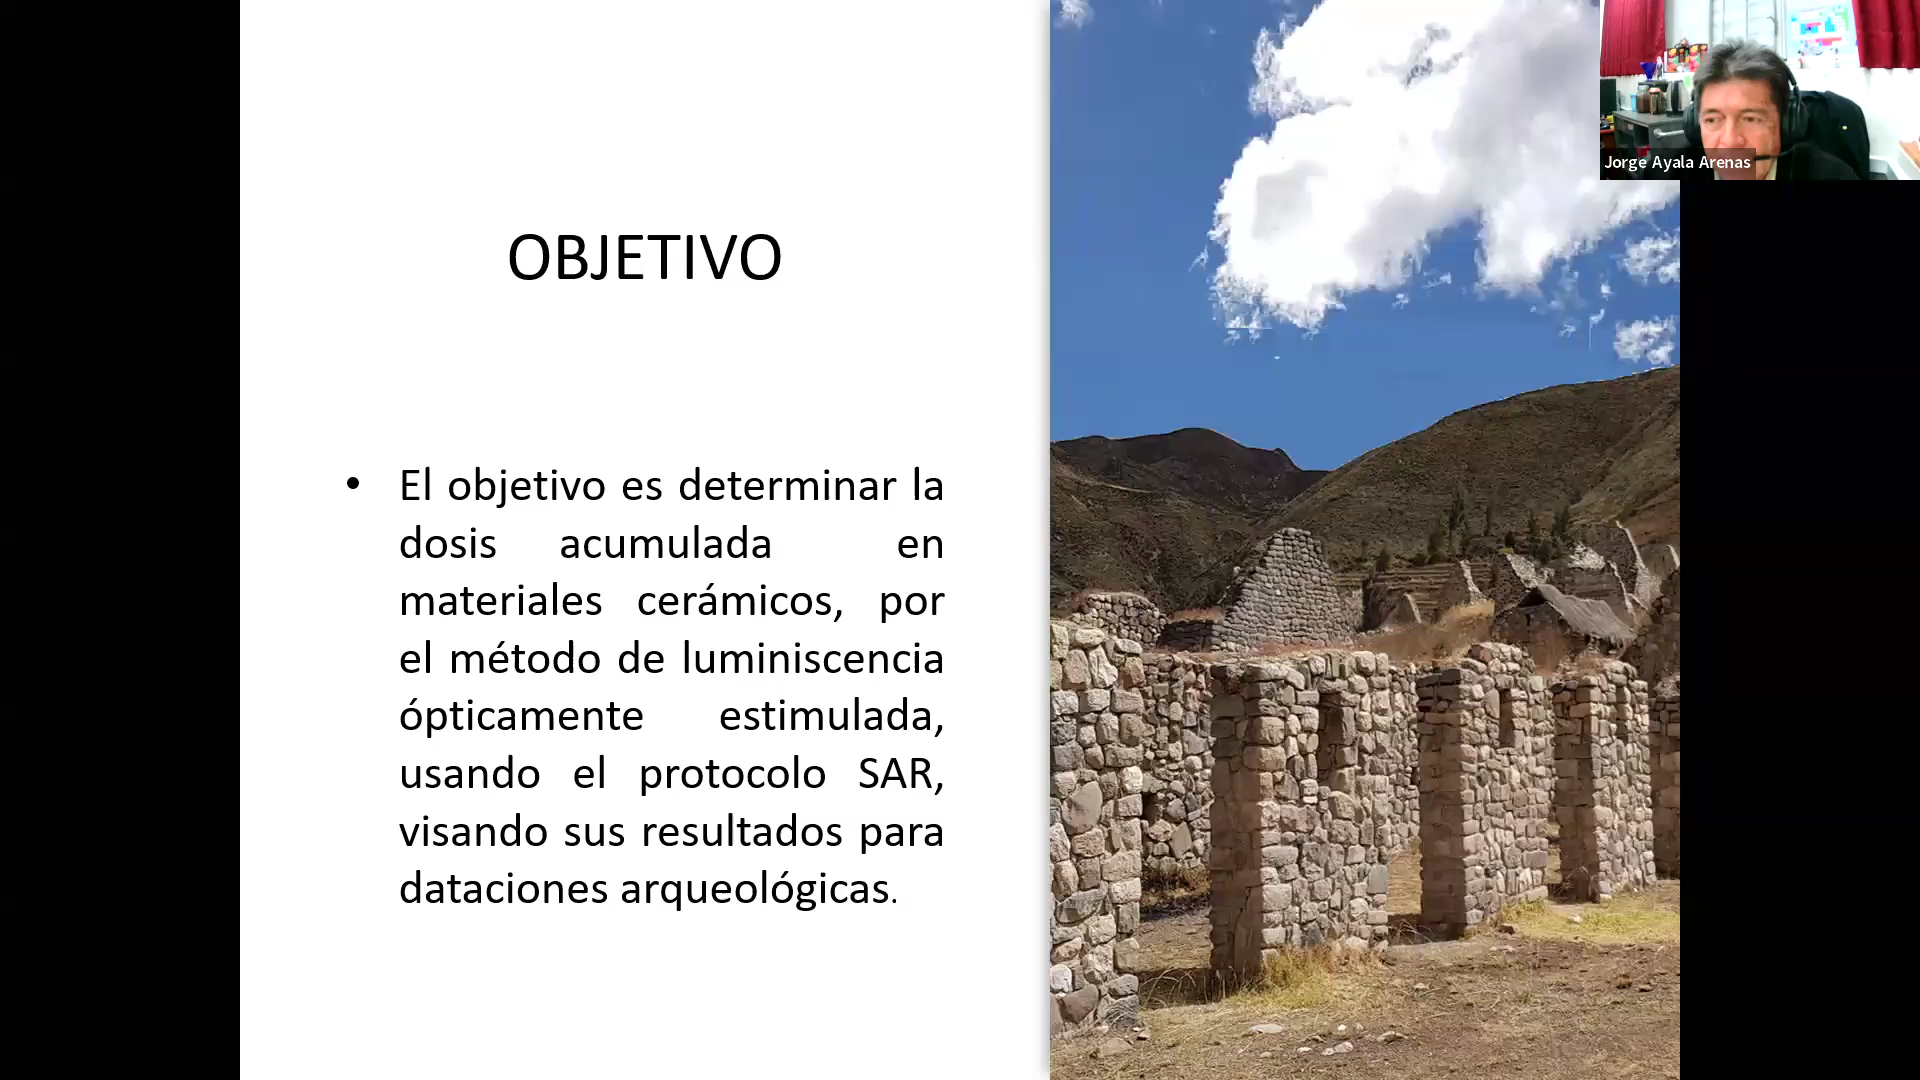 OBJETIVO
• El objetivo es determinar la
dosis acumulada en
materiales cerámicos, por
el método de luminiscencia
ópticamente estimulada,
usando el protocolo SAR,
visando sus resultados para
dataciones arqueológicas.
Jorge Ayala Arenas